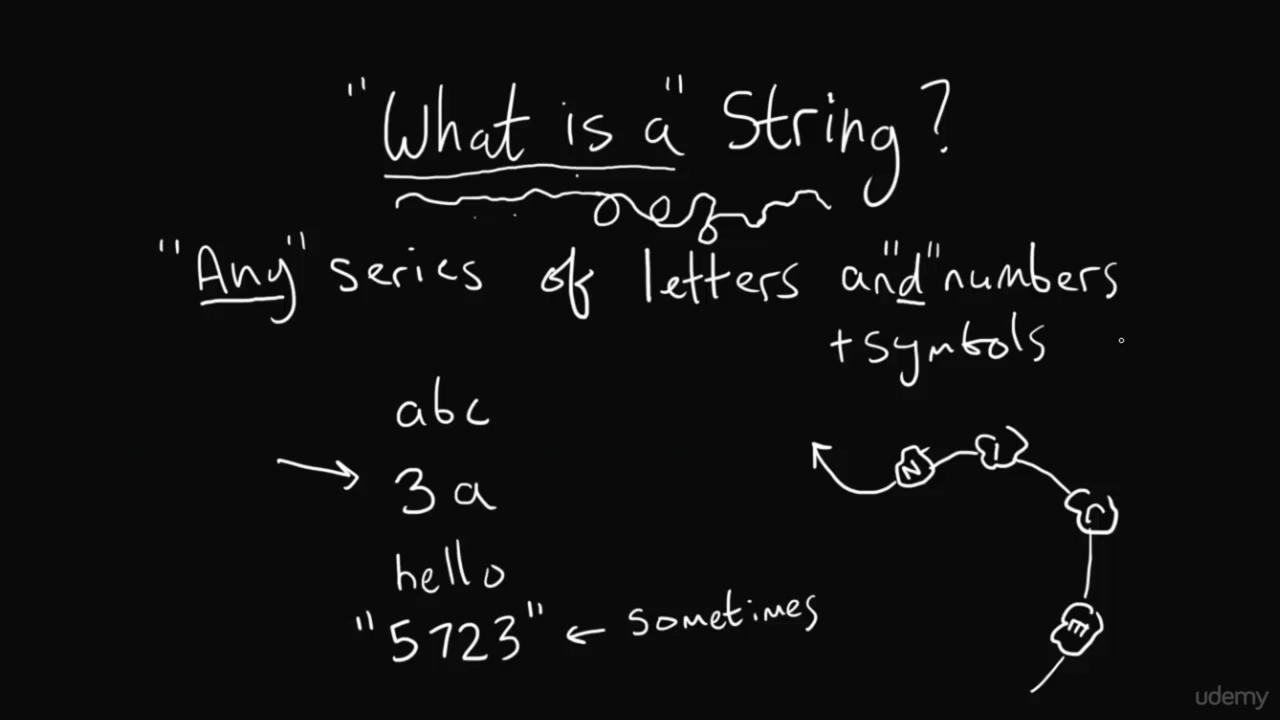 "What is a" String?
"Any" series of letters "and" numbers
+ symbols
abc
3a
hello
"5723" ← sometimes
N
I
C
E
udemy